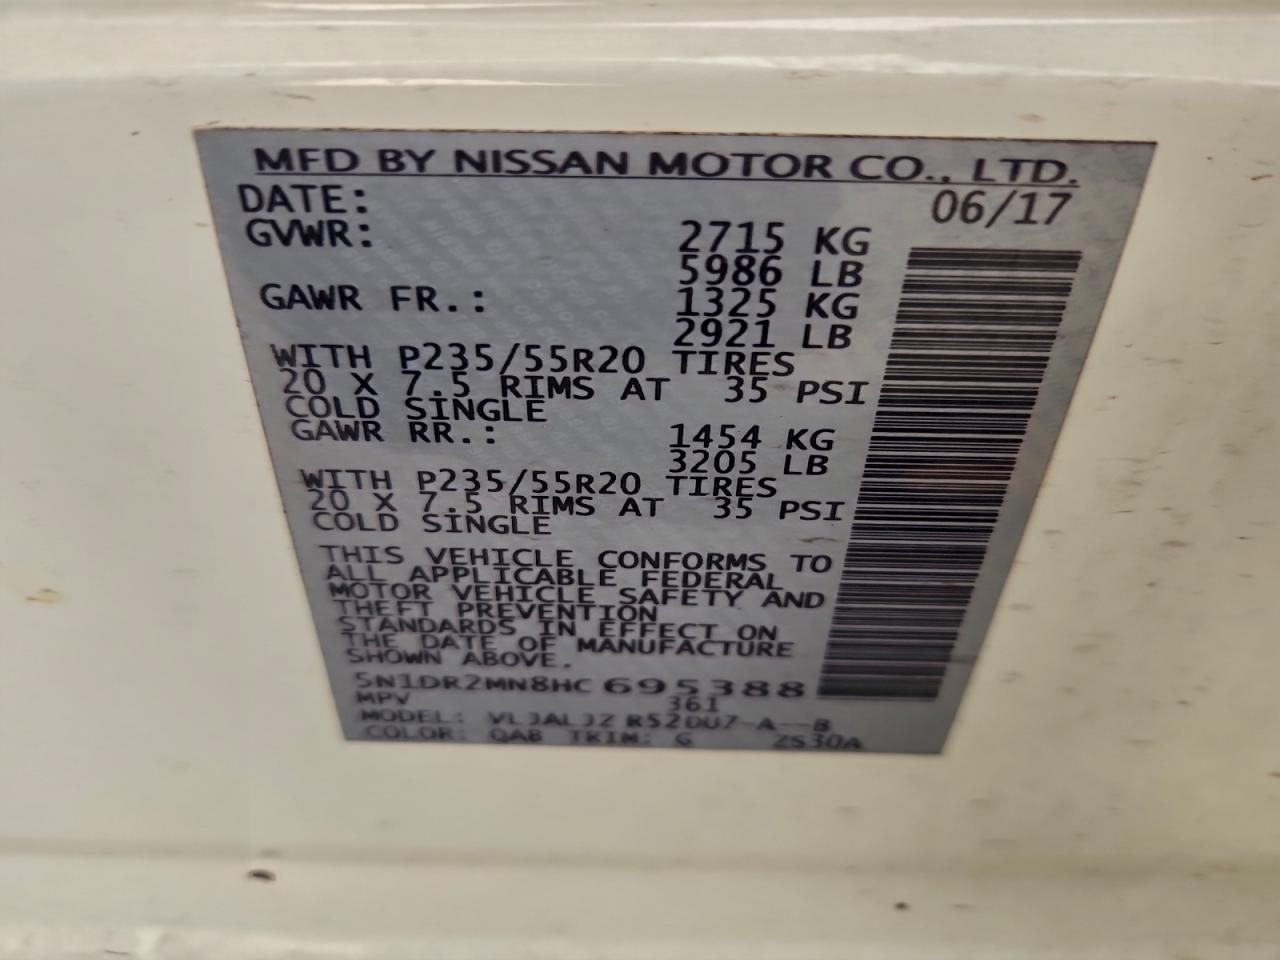 MFD BY NISSAN MOTOR CO., LTD.
DATE: 06/17
GVWR: 2715 KG
5986 LB
GAWR FR.: 1325 KG
2921 LB
WITH P235/55R20 TIRES
20 X 7.5 RIMS AT 35 PSI
COLD SINGLE
GAWR RR.: 1454 KG
3205 LB
WITH P235/55R20 TIRES
20 X 7.5 RIMS AT 35 PSI
COLD SINGLE
THIS VEHICLE CONFORMS TO
ALL APPLICABLE FEDERAL
MOTOR VEHICLE SAFETY AND
THEFT PREVENTION
STANDARDS IN EFFECT ON
THE DATE OF MANUFACTURE
SHOWN ABOVE.
5N1DR2MN8HC695388
MPV 361
MODEL: R52DU7-A--B
COLOR: QAB TRIM: G ZS30A